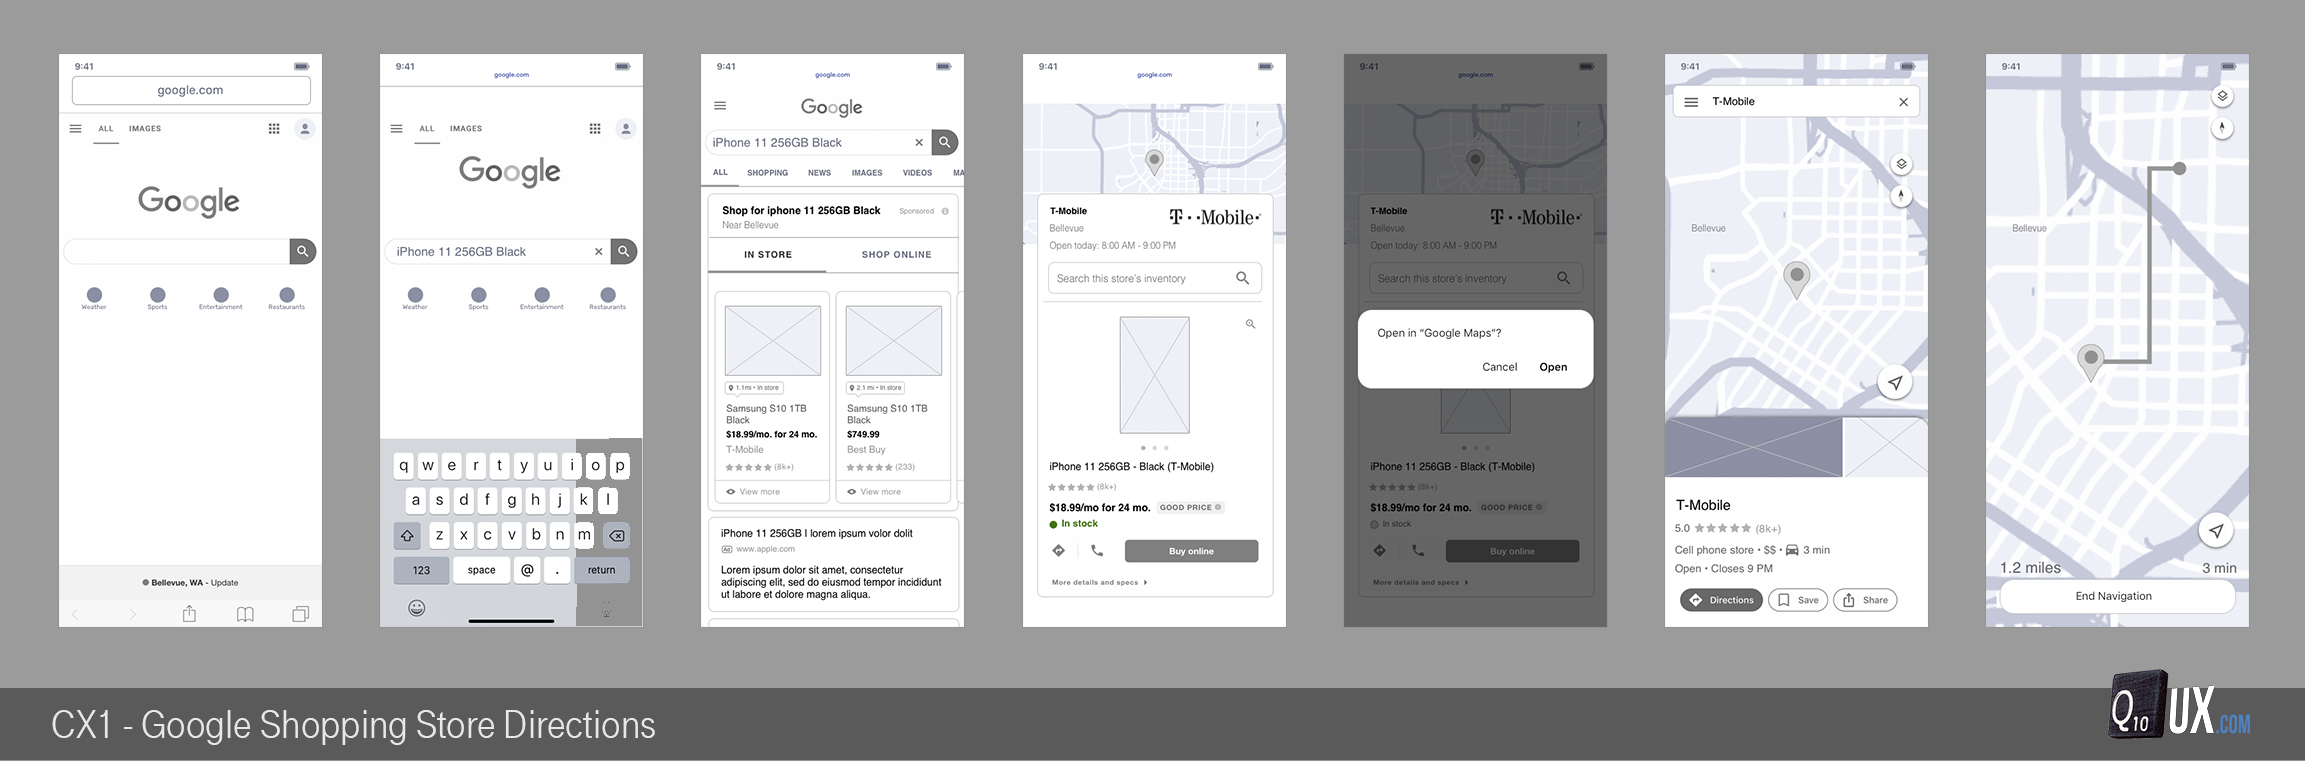 9:41
google.com
ALL IMAGES
Google
Weather Sports Entertainment Restaurants
Bellevue, WA - Update
9:41
google.com
ALL IMAGES
Google
iPhone 11 256GB Black
Weather Sports Entertainment Restaurants
q w e r t y u i o p
a s d f g h j k l
z x c v b n m
123 space @ . return
9:41
google.com
Google
iPhone 11 256GB Black
ALL SHOPPING NEWS IMAGES VIDEOS MA
Shop for iphone 11 256GB Black Sponsored
Near Bellevue
IN STORE SHOP ONLINE
1.1mi • In store
Samsung S10 1TB
Black
$18.99/mo. for 24 mo.
T-Mobile
(8k+)
View more
2.1 mi • In store
Samsung S10 1TB
Black
$749.99
Best Buy
(233)
View more
iPhone 11 256GB I lorem ipsum volor dolit
Ad www.apple.com
Lorem ipsum dolor sit amet, consectetur
adipiscing elit, sed do eiusmod tempor incididunt
ut labore et dolore magna aliqua.
9:41
google.com
T-Mobile
T··Mobile·
Bellevue
Open today: 8:00 AM - 9:00 PM
Search this store's inventory
iPhone 11 256GB - Black (T-Mobile)
(8k+)
$18.99/mo for 24 mo. GOOD PRICE
In stock
Buy online
More details and specs
9:41
google.com
T-Mobile
T··Mobile·
Bellevue
Open today: 8:00 AM - 9:00 PM
Search this store's inventory
Open in “Google Maps”?
Cancel Open
iPhone 11 256GB - Black (T-Mobile)
(8k+)
$18.99/mo for 24 mo. GOOD PRICE
In stock
Buy online
More details and specs
9:41
T-Mobile
Bellevue
T-Mobile
5.0 (8k+)
Cell phone store • $$ • 3 min
Open • Closes 9 PM
Directions Save Share
9:41
Bellevue
1.2 miles 3 min
End Navigation
CX1 - Google Shopping Store Directions
Q10 UX.COM